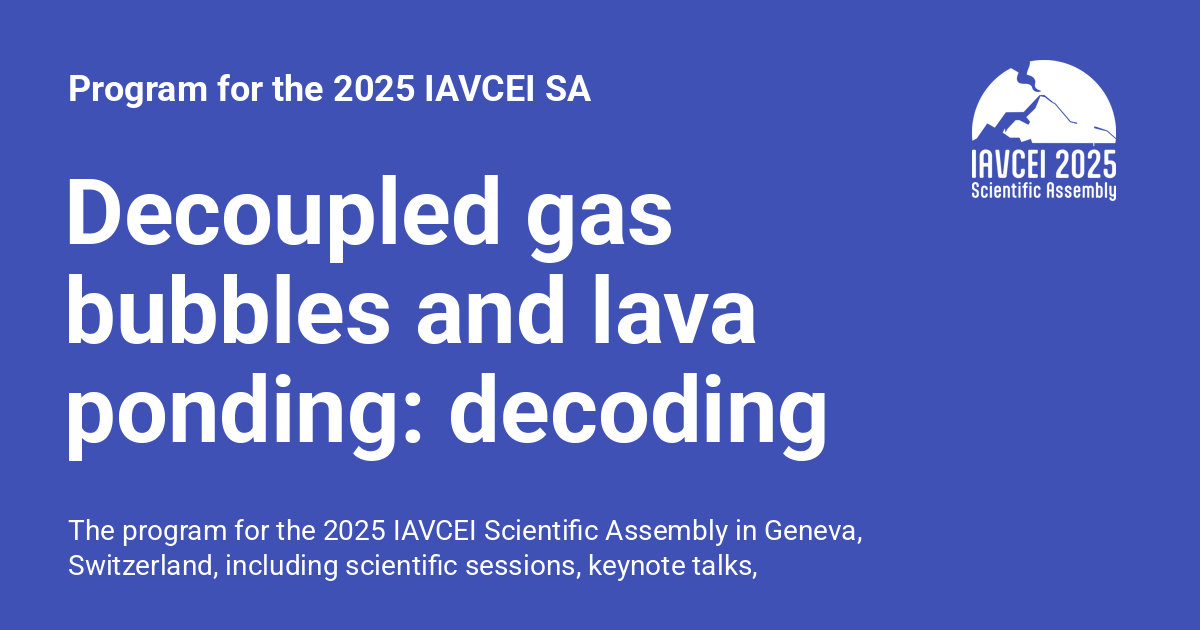 Program for the 2025 IAVCEI SA
IAVCEI 2025
Scientific Assembly
Decoupled gas
bubbles and lava
ponding: decoding
The program for the 2025 IAVCEI Scientific Assembly in Geneva,
Switzerland, including scientific sessions, keynote talks,